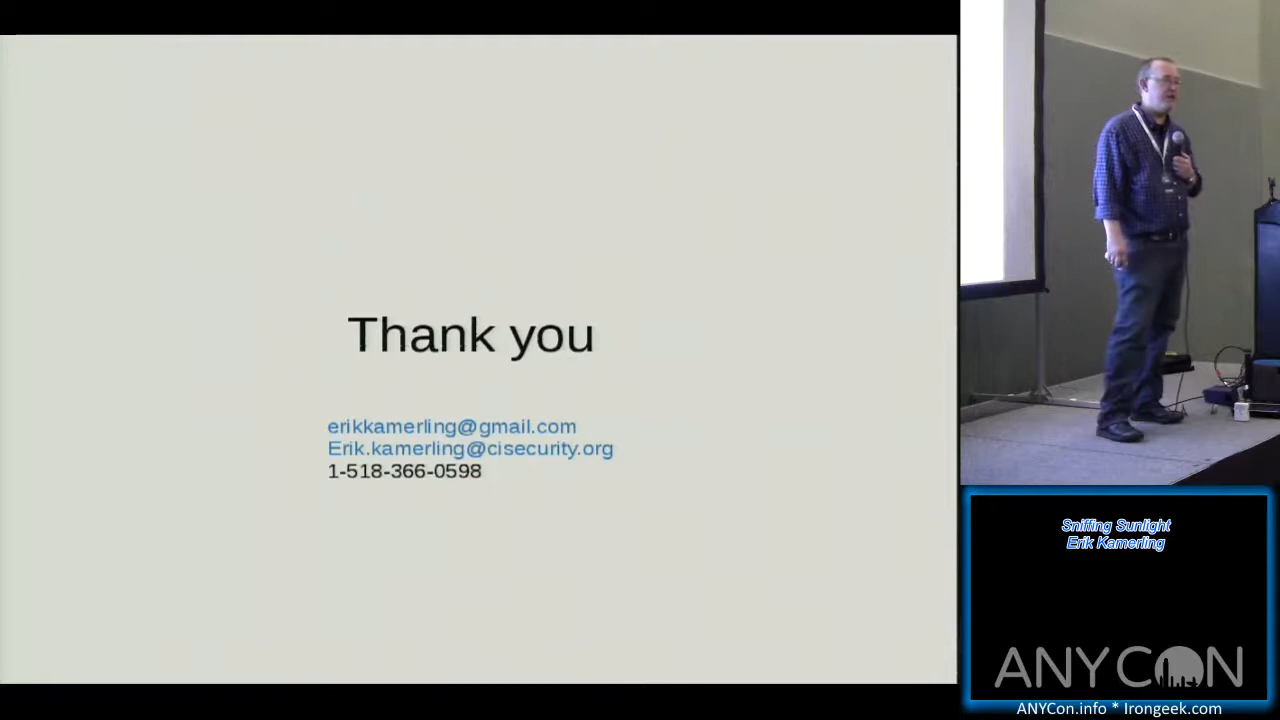 Thank you
erikkamerling@gmail.com
Erik.kamerling@cisecurity.org
1-518-366-0598
Sniffing Sunlight
Erik Kamerling
ANYCON
ANYCon.info * Irongeek.com